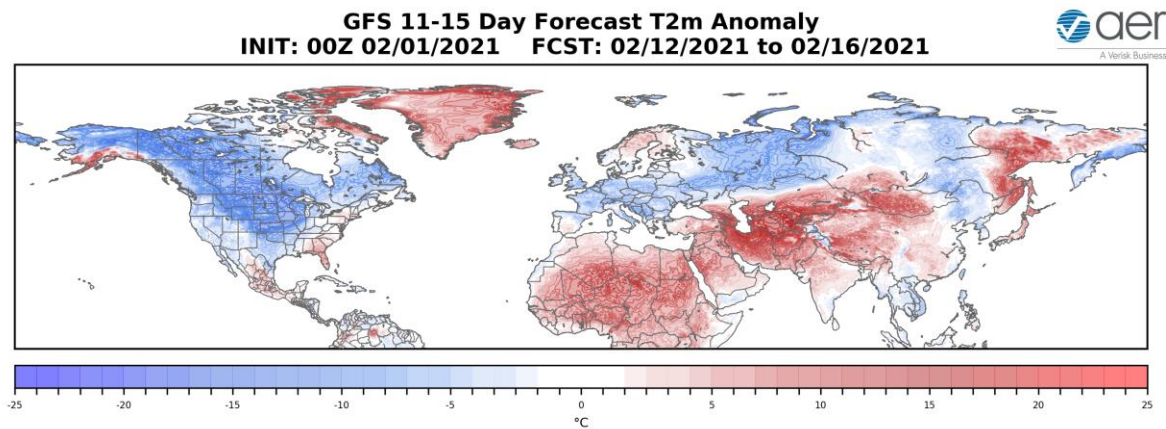 GFS 11-15 Day Forecast T2m Anomaly
INIT: 00Z 02/01/2021 FCST: 02/12/2021 to 02/16/2021
aer
A Verisk Business
-25 -20 -15 -10 -5 0 5 10 15 20 25
°C